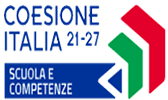 COESIONE
ITALIA 21-27
SCUOLA E
COMPETENZE